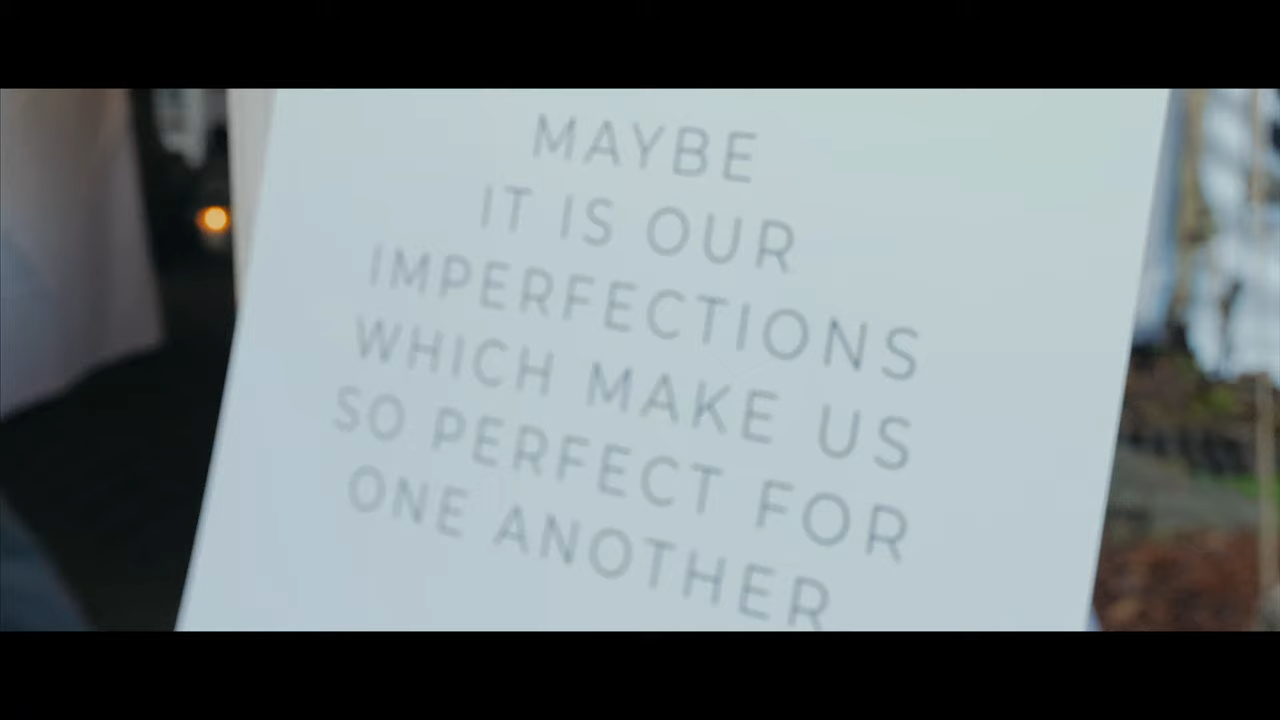 MAYBE
IT IS OUR
IMPERFECTIONS
WHICH MAKE US
SO PERFECT FOR
ONE ANOTHER